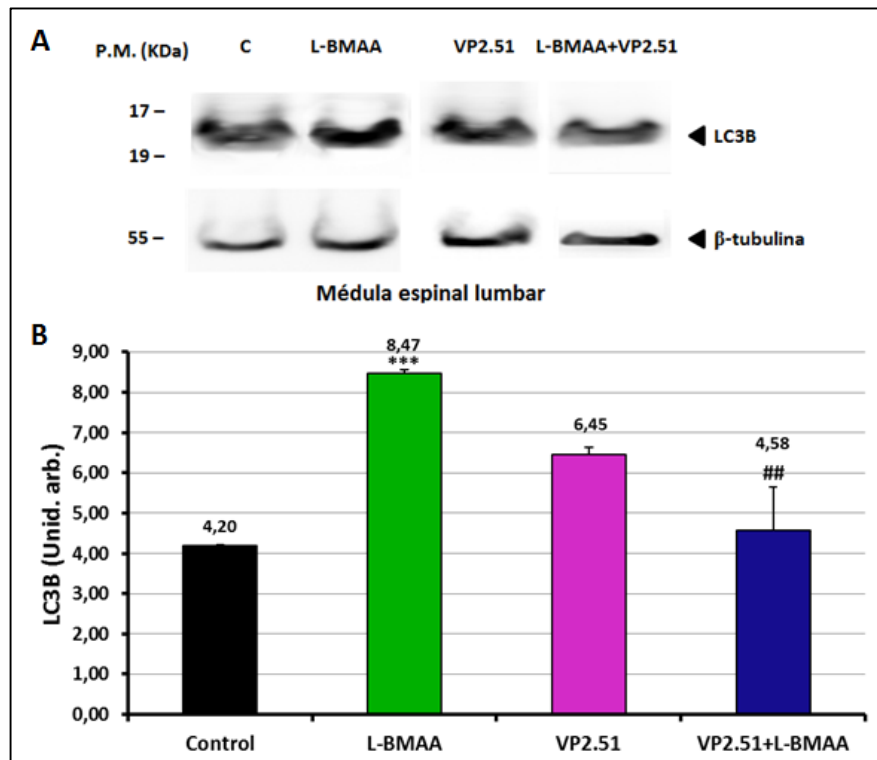 A
P.M. (KDa) C L-BMAA VP2.51 L-BMAA+VP2.51
17 –
LC3B
19 –
55 – β-tubulina
Médula espinal lumbar
B
LC3B (Unid. arb.)
9,00
8,00
7,00
6,00
5,00
4,00
3,00
2,00
1,00
0,00
4,20
8,47
***
6,45
4,58
##
Control L-BMAA VP2.51 VP2.51+L-BMAA